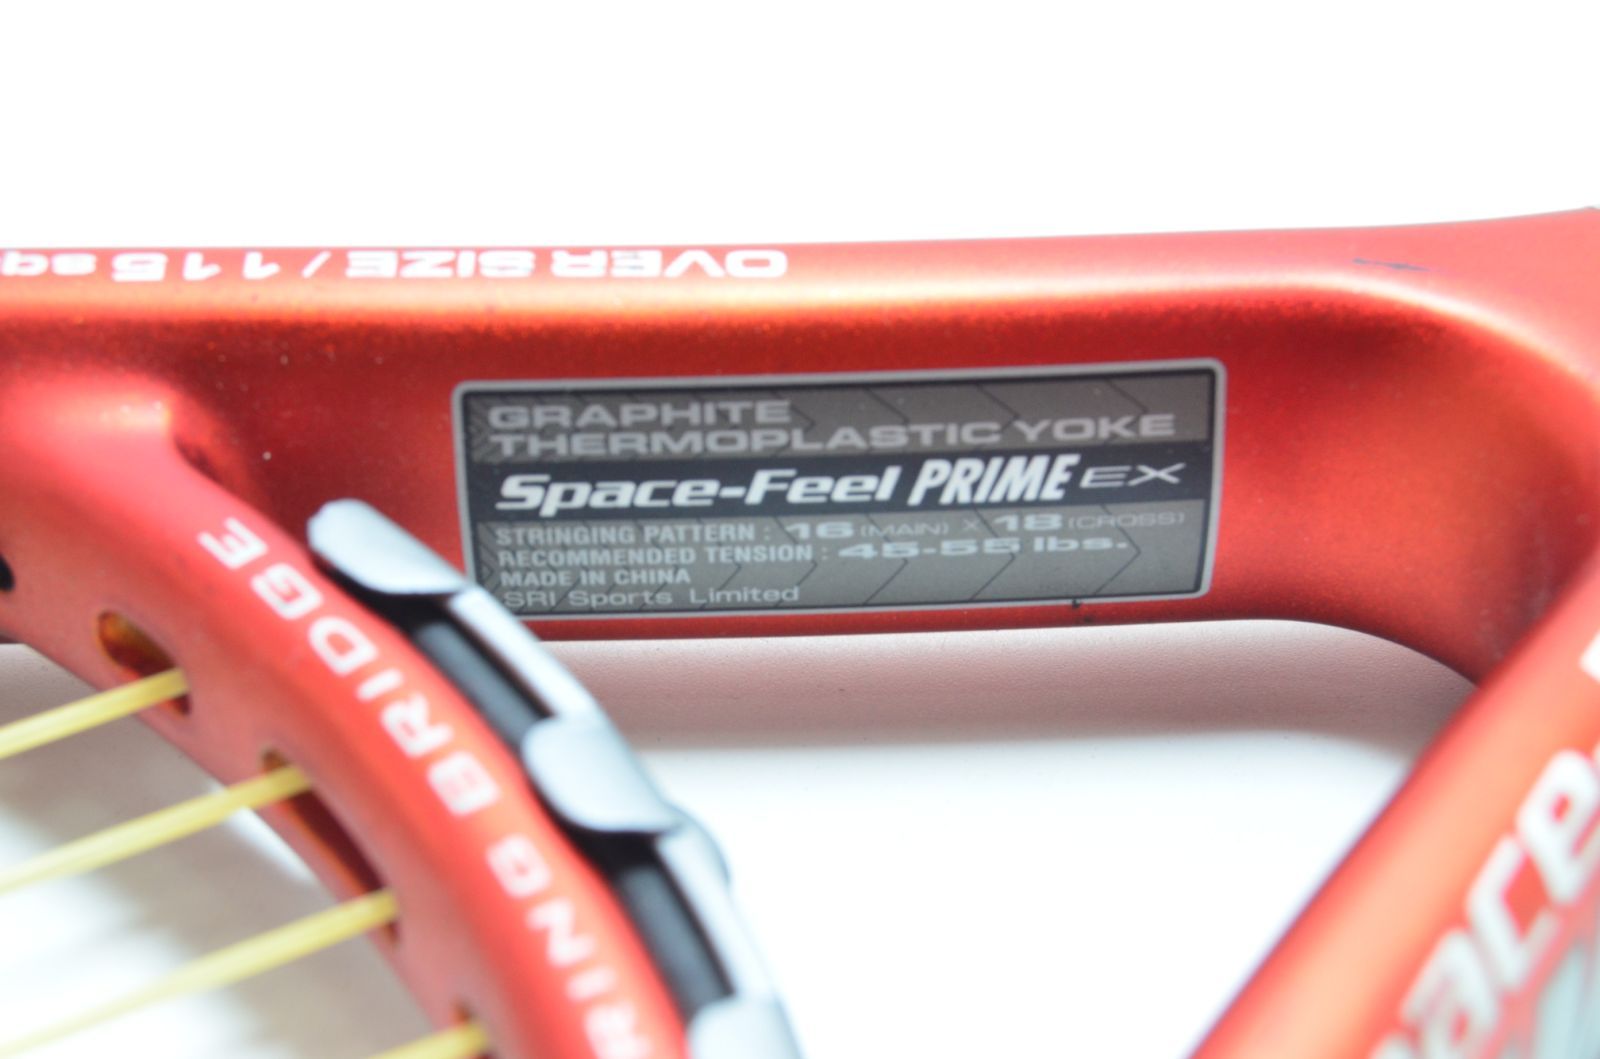 OVER SIZE / 115 sq
GRAPHITE
THERMOPLASTIC YOKE
Space-Feel PRIME EX
STRINGING PATTERN : 16 (MAIN) X 18 (CROSS)
RECOMMENDED TENSION : 45-55 lbs.
MADE IN CHINA
SRI Sports Limited
RING BRIDGE
ace